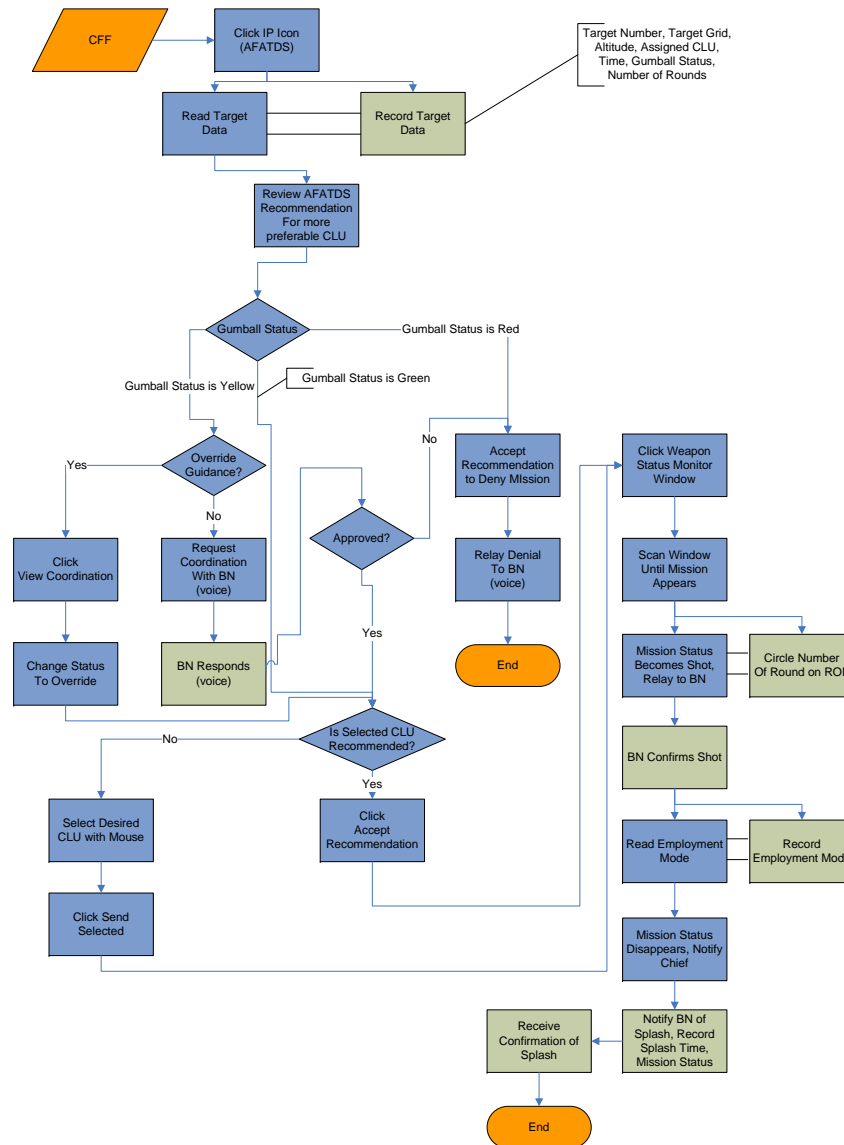 CFF
Click IP Icon
(AFATDS)
Target Number, Target Grid,
Altitude, Assigned CLU,
Time, Gumball Status,
Number of Rounds
Read Target
Data
Record Target
Data
Review AFATDS
Recommendation
For more
preferable CLU
Gumball Status
Gumball Status is Red
Gumball Status is Yellow
Gumball Status is Green
Override
Guidance?
Yes
No
No
Accept
Recommendation
to Deny MIssion
Click Weapon
Status Monitor
Window
Click
View Coordination
Request
Coordination
With BN
(voice)
Approved?
Relay Denial
To BN
(voice)
Scan Window
Until Mission
Appears
Change Status
To Override
BN Responds
(voice)
Yes
End
Mission Status
Becomes Shot,
Relay to BN
Circle Number
Of Round on ROF
Is Selected CLU
Recommended?
No
Yes
BN Confirms Shot
Select Desired
CLU with Mouse
Click
Accept
Recommendation
Read Employment
Mode
Record
Employment Mode
Click Send
Selected
Mission Status
Disappears, Notify
Chief
Receive
Confirmation of
Splash
Notify BN of
Splash, Record
Splash Time,
Mission Status
End